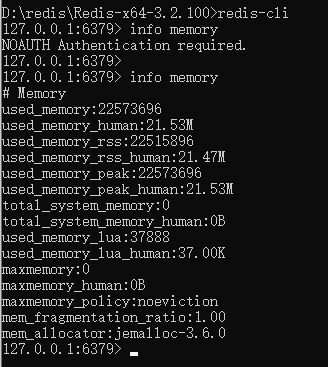 D:\redis\Redis-x64-3.2.100>redis-cli
127.0.0.1:6379> info memory
NOAUTH Authentication required.
127.0.0.1:6379>
127.0.0.1:6379> info memory
# Memory
used_memory:22573696
used_memory_human:21.53M
used_memory_rss:22515896
used_memory_rss_human:21.47M
used_memory_peak:22573696
used_memory_peak_human:21.53M
total_system_memory:0
total_system_memory_human:0B
used_memory_lua:37888
used_memory_lua_human:37.00K
maxmemory:0
maxmemory_human:0B
maxmemory_policy:noeviction
mem_fragmentation_ratio:1.00
mem_allocator:jemalloc-3.6.0
127.0.0.1:6379>